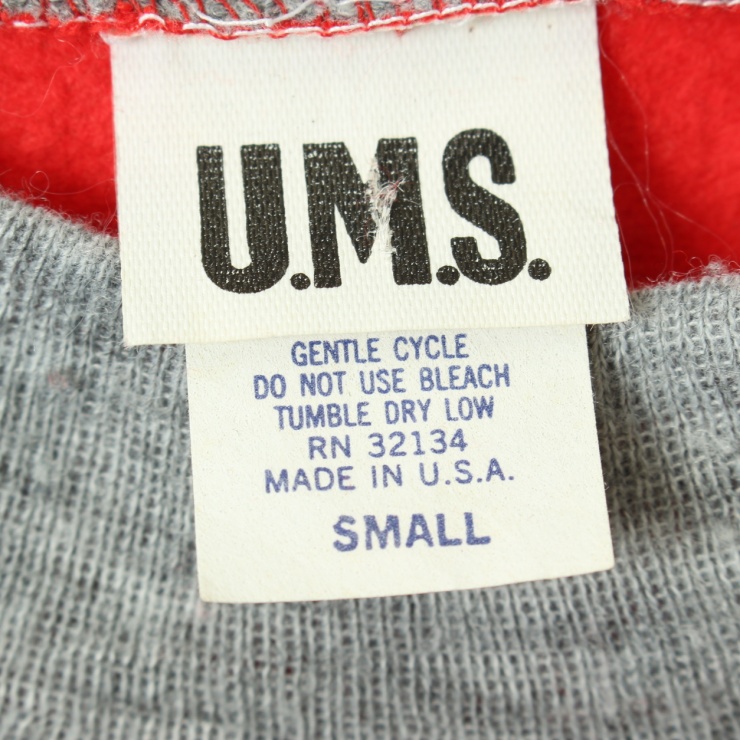 U.M.S.
GENTLE CYCLE
DO NOT USE BLEACH
TUMBLE DRY LOW
RN 32134
MADE IN U.S.A.
SMALL